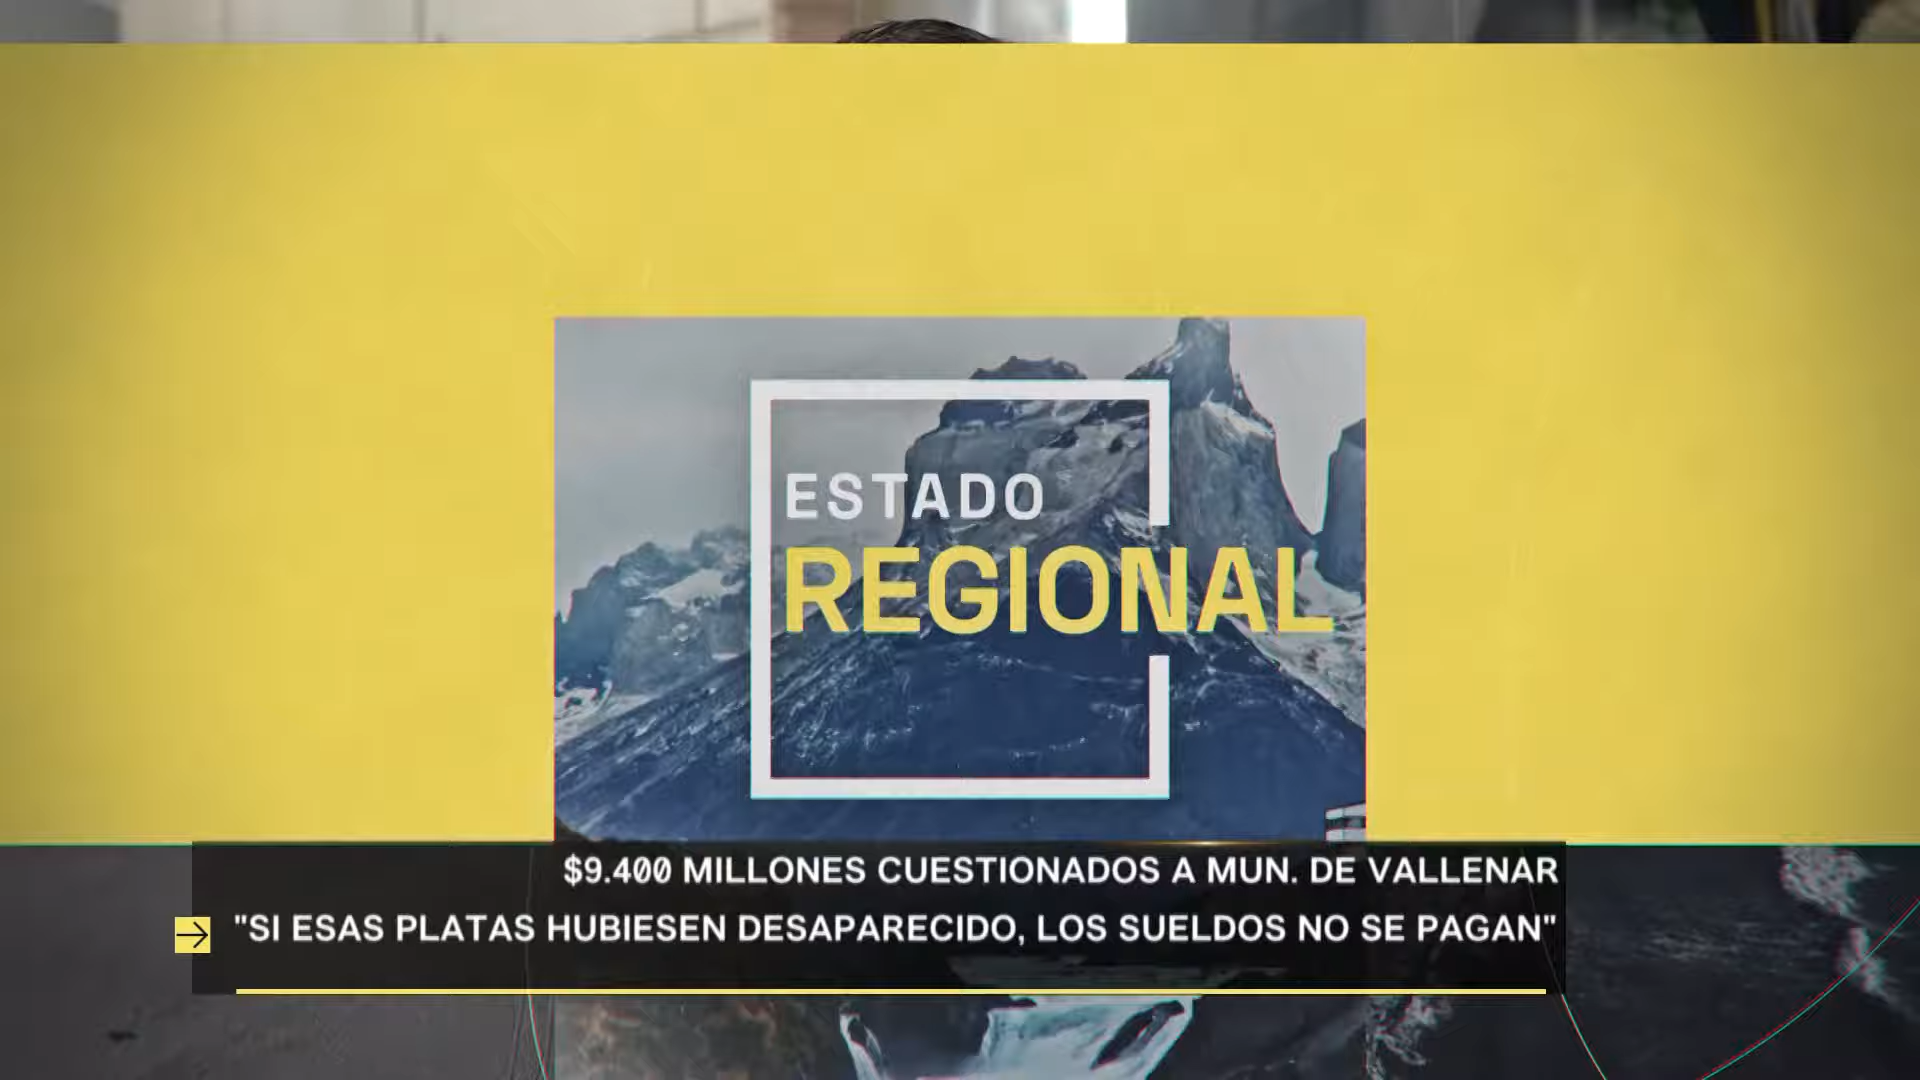 ESTADO
REGIONAL
$9.400 MILLONES CUESTIONADOS A MUN. DE VALLENAR
"SI ESAS PLATAS HUBIESEN DESAPARECIDO, LOS SUELDOS NO SE PAGAN"